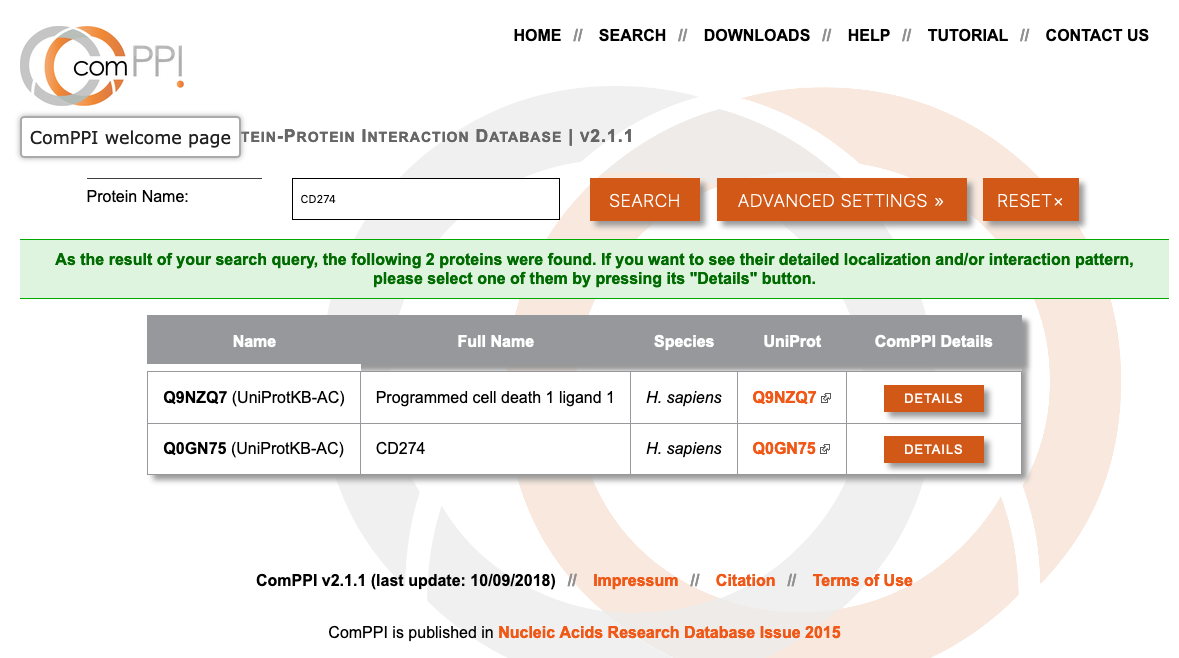 HOME // SEARCH // DOWNLOADS // HELP // TUTORIAL // CONTACT US
comPPI
ComPPI welcome page
TEIN-PROTEIN INTERACTION DATABASE | V2.1.1
Protein Name:
CD274
SEARCH
ADVANCED SETTINGS »
RESET×
As the result of your search query, the following 2 proteins were found. If you want to see their detailed localization and/or interaction pattern,
please select one of them by pressing its "Details" button.
Name Full Name Species UniProt ComPPI Details
Q9NZQ7 (UniProtKB-AC) Programmed cell death 1 ligand 1 H. sapiens Q9NZQ7 DETAILS
Q0GN75 (UniProtKB-AC) CD274 H. sapiens Q0GN75 DETAILS
ComPPI v2.1.1 (last update: 10/09/2018) // Impressum // Citation // Terms of Use
ComPPI is published in Nucleic Acids Research Database Issue 2015